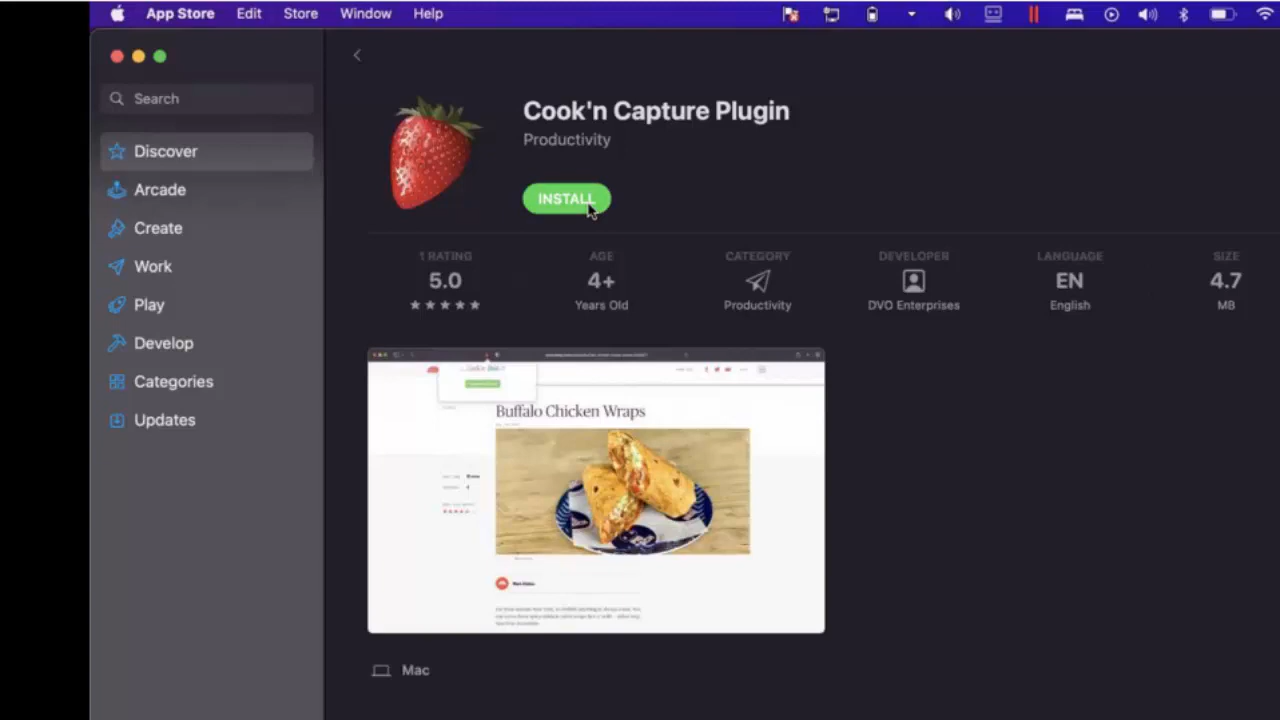 App Store Edit Store Window Help
Search
Discover
Arcade
Create
Work
Play
Develop
Categories
Updates
Cook'n Capture Plugin
Productivity
INSTALL
1 RATING
5.0
AGE
4+
Years Old
CATEGORY
Productivity
DEVELOPER
DVO Enterprises
LANGUAGE
EN
English
SIZE
4.7
MB
Buffalo Chicken Wraps
Mac